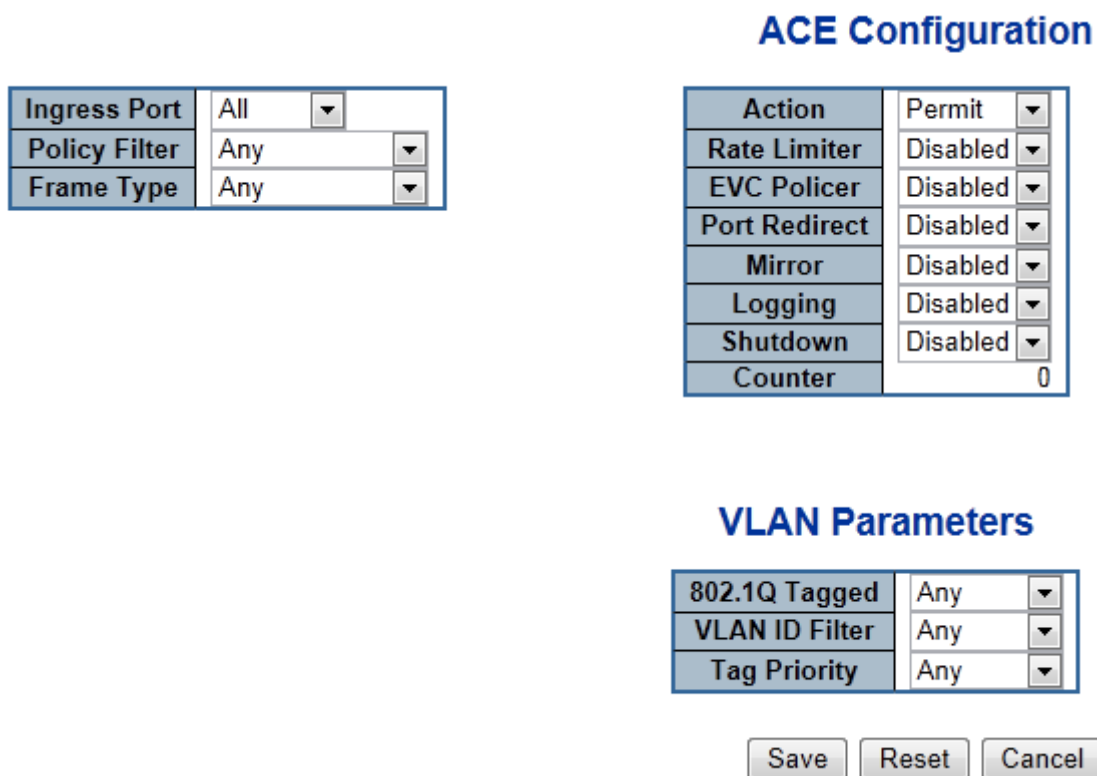 ACE Configuration
Ingress Port All
Policy Filter Any
Frame Type Any
Action Permit
Rate Limiter Disabled
EVC Policer Disabled
Port Redirect Disabled
Mirror Disabled
Logging Disabled
Shutdown Disabled
Counter 0
VLAN Parameters
802.1Q Tagged Any
VLAN ID Filter Any
Tag Priority Any
Save Reset Cancel